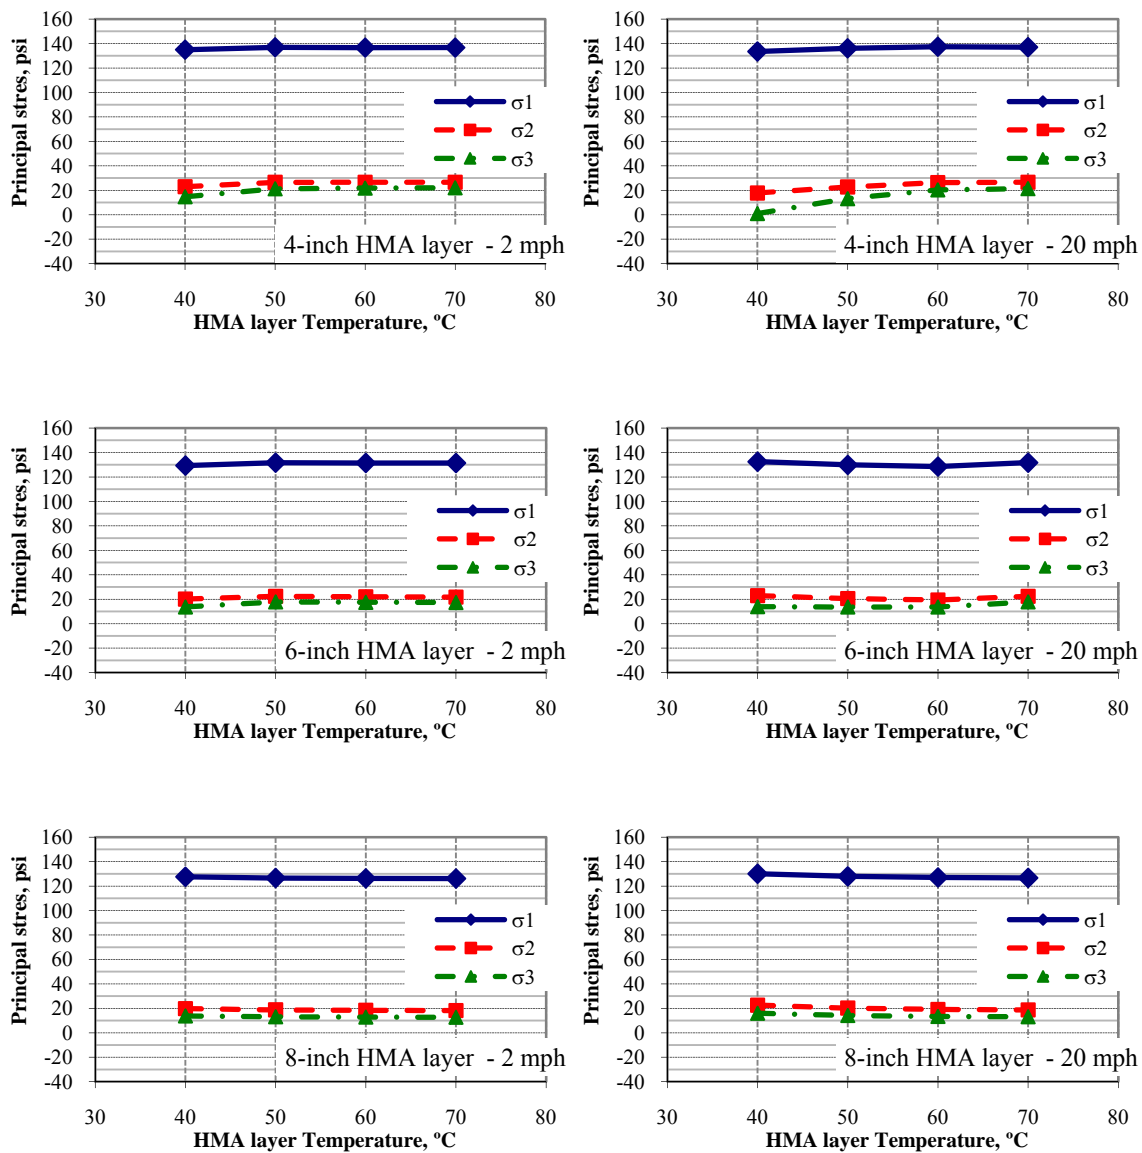 Principal stres, psi
160
140
120
100
80
60
40
20
0
-20
-40
σ1
σ2
σ3
4-inch HMA layer - 2 mph
30 40 50 60 70 80
HMA layer Temperature, ºC
Principal stres, psi
160
140
120
100
80
60
40
20
0
-20
-40
σ1
σ2
σ3
4-inch HMA layer - 20 mph
30 40 50 60 70 80
HMA layer Temperature, ºC
Principal stres, psi
160
140
120
100
80
60
40
20
0
-20
-40
σ1
σ2
σ3
6-inch HMA layer - 2 mph
30 40 50 60 70 80
HMA layer Temperature, ºC
Principal stres, psi
160
140
120
100
80
60
40
20
0
-20
-40
σ1
σ2
σ3
6-inch HMA layer - 20 mph
30 40 50 60 70 80
HMA layer Temperature, ºC
Principal stres, psi
160
140
120
100
80
60
40
20
0
-20
-40
σ1
σ2
σ3
8-inch HMA layer - 2 mph
30 40 50 60 70 80
HMA layer Temperature, ºC
Principal stres, psi
160
140
120
100
80
60
40
20
0
-20
-40
σ1
σ2
σ3
8-inch HMA layer - 20 mph
30 40 50 60 70 80
HMA layer Temperature, ºC